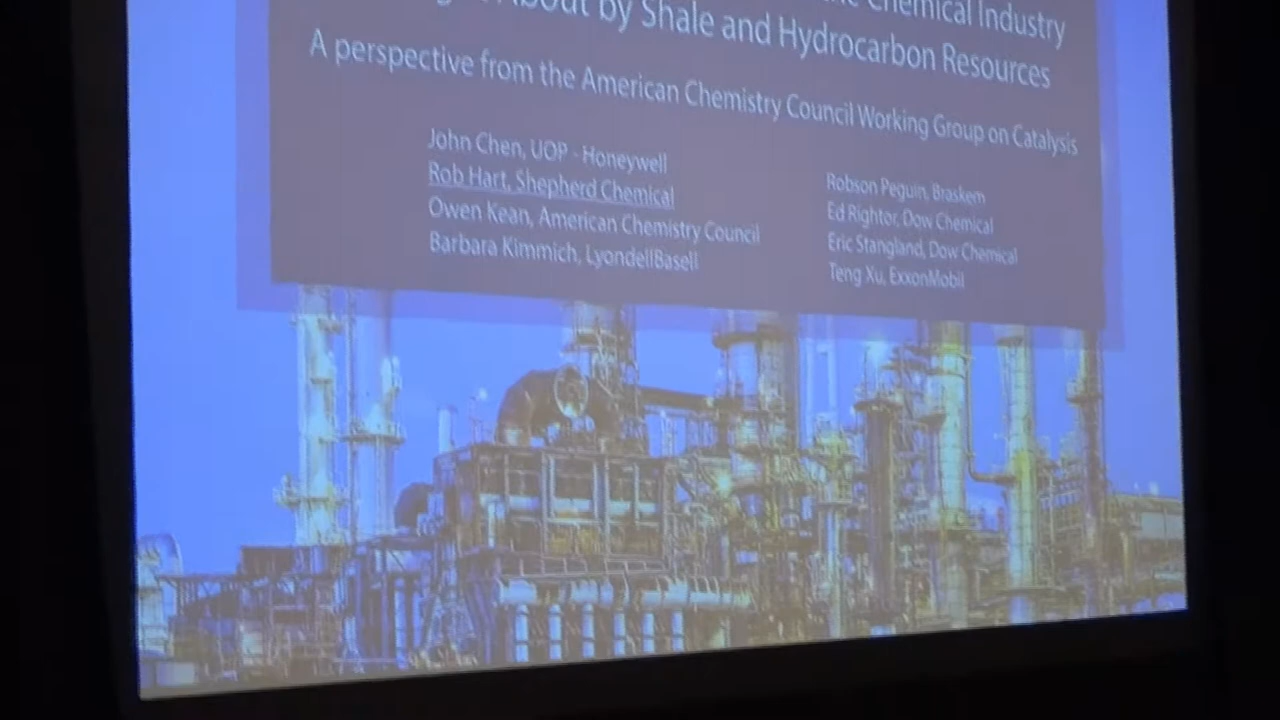 Chemical Industry
About by Shale and Hydrocarbon Resources
A perspective from the American Chemistry Council Working Group on Catalysis
John Chen, UOP - Honeywell
Rob Hart, Shepherd Chemical
Owen Kean, American Chemistry Council
Barbara Kimmich, LyondellBasell
Robson Peguin, Braskem
Ed Rightor, Dow Chemical
Eric Stangland, Dow Chemical
Teng Xu, ExxonMobil